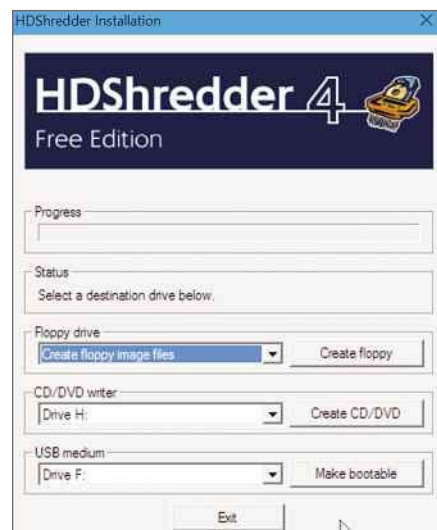 HDShredder Installation
HDShredder 4
Free Edition
Progress
Status
Select a destination drive below.
Floppy drive
Create floppy image files
Create floppy
CD/DVD writer
Drive H:
Create CD/DVD
USB medium
Drive F:
Make bootable
Exit